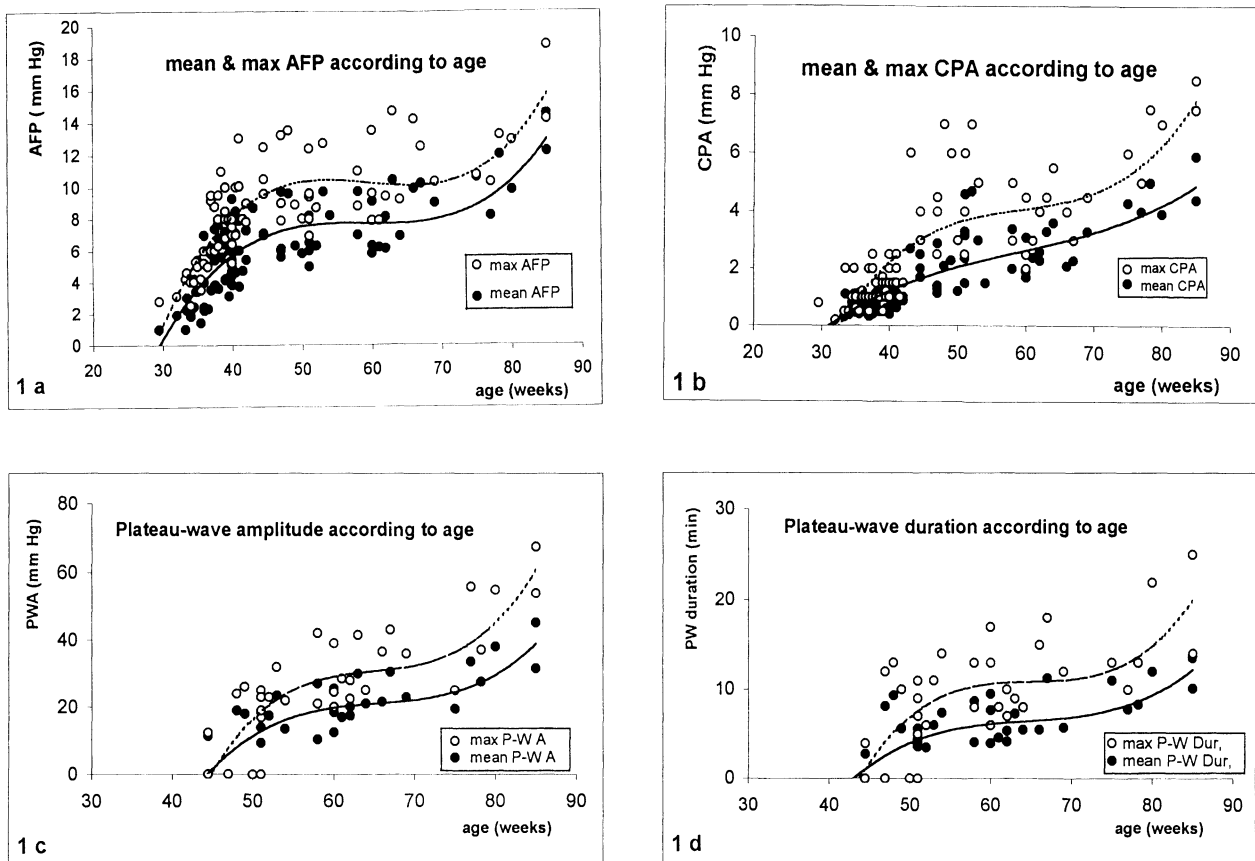 mean & max AFP according to age
AFP ( mm Hg)
20
18
16
14
12
10
8
6
4
2
0
max AFP
mean AFP
20 30 40 50 60 70 80 90
age (weeks)
1 a
mean & max CPA according to age
CPA (mm Hg)
10
8
6
4
2
0
max CPA
mean CPA
20 30 40 50 60 70 80 90
age (weeks)
1 b
Plateau-wave amplitude according to age
PWA (mm Hg)
80
60
40
20
0
max P-W A
mean P-W A
30 40 50 60 70 80 90
age (weeks)
1 c
Plateau-wave duration according to age
PW duration (min)
30
20
10
0
max P-W Dur,
mean P-W Dur,
30 40 50 60 70 80 90
age (weeks)
1 d